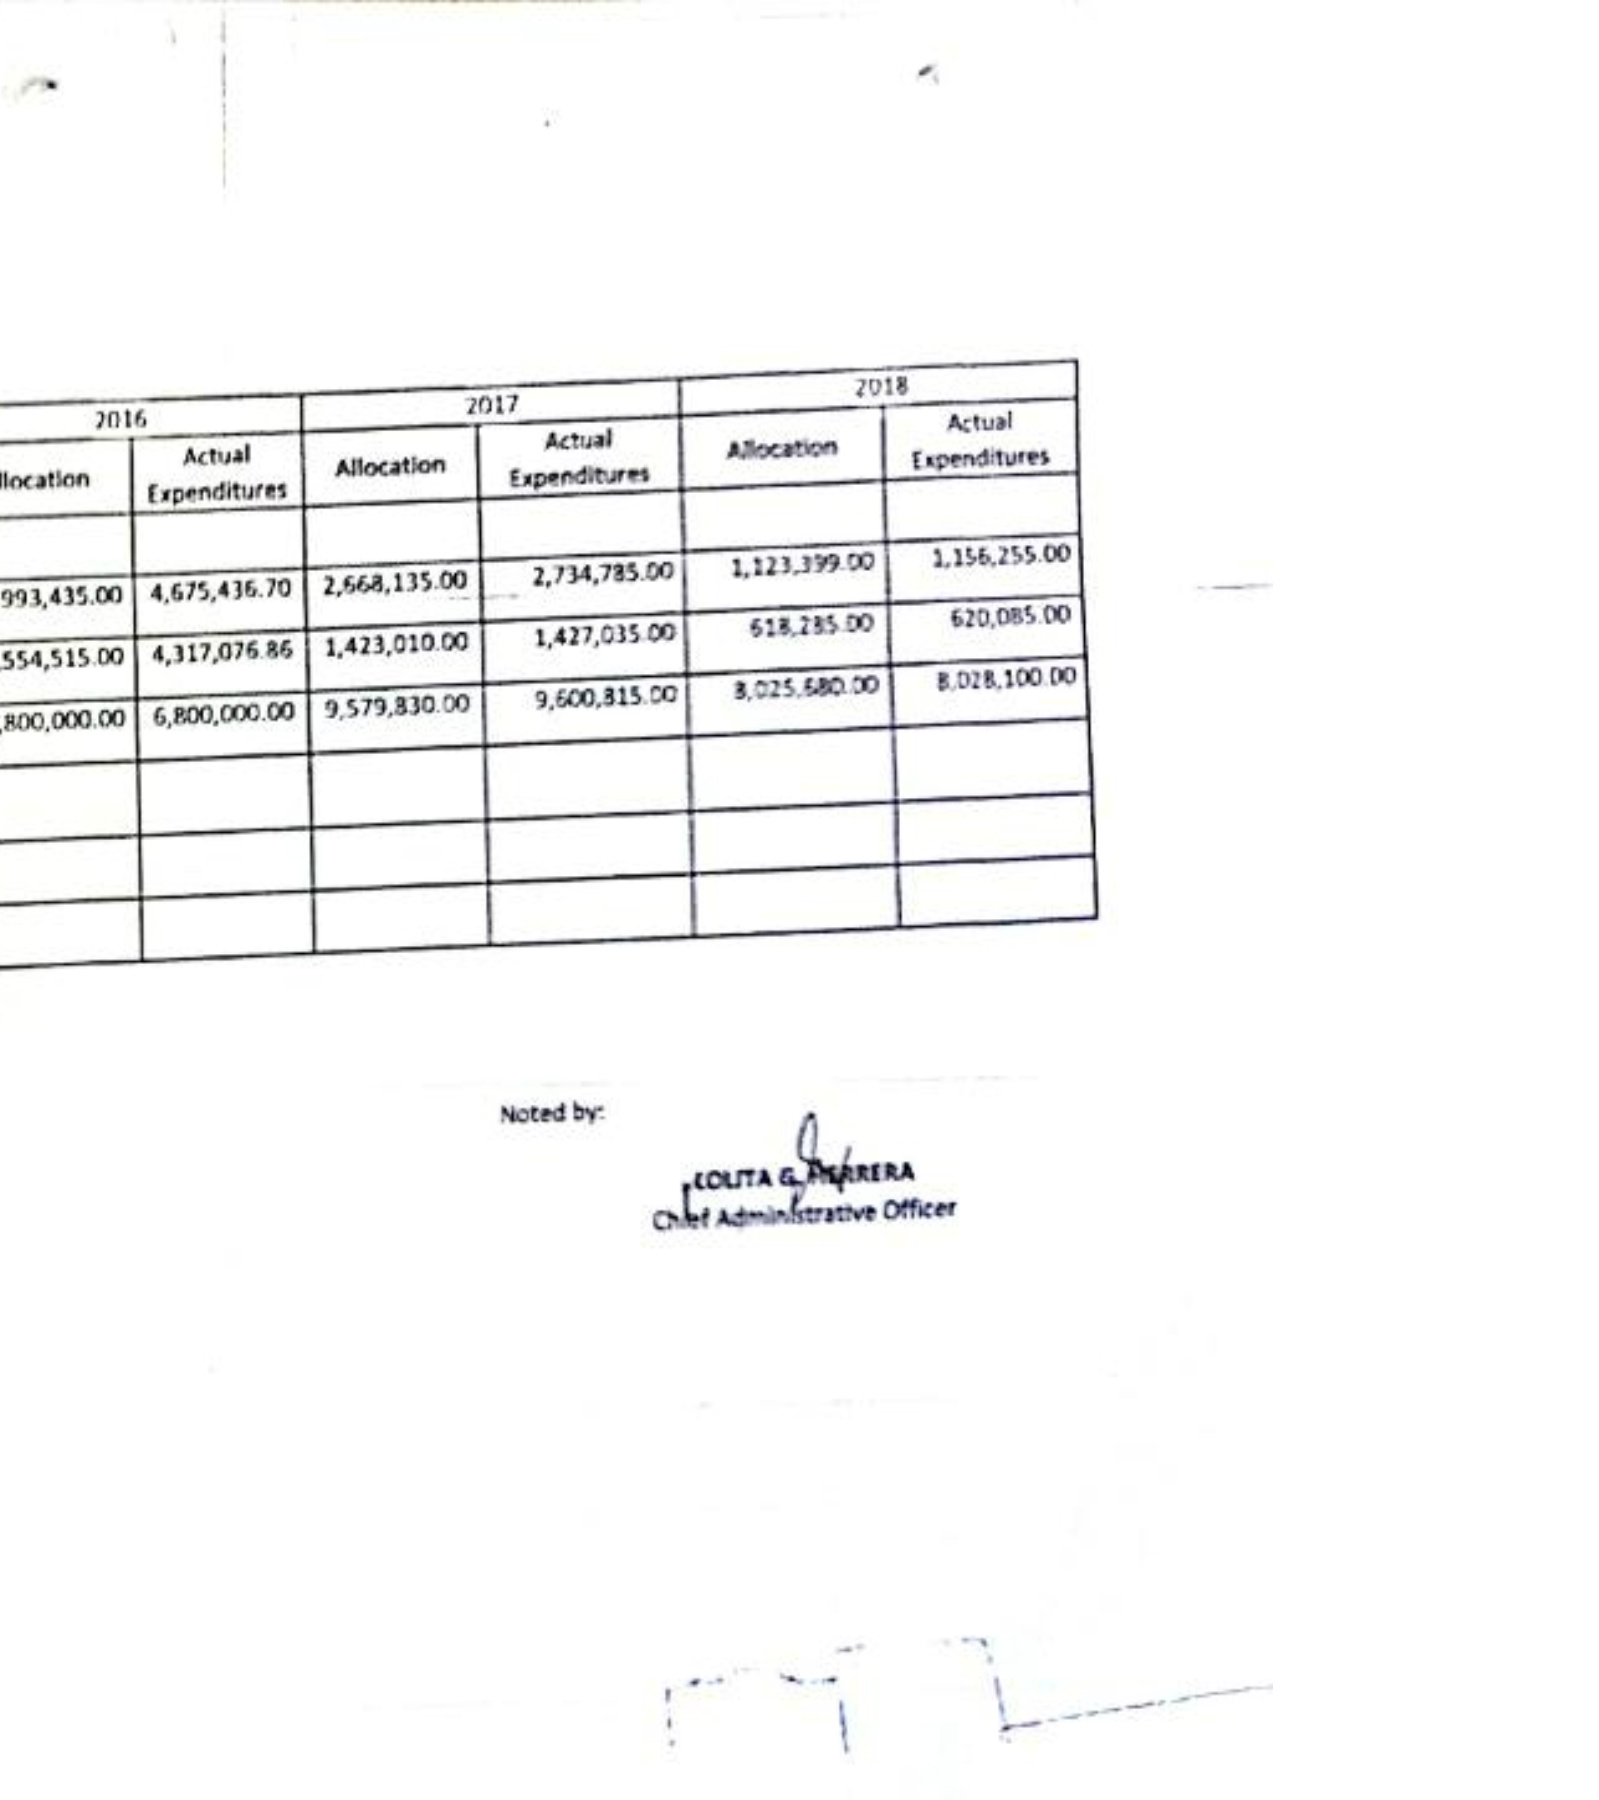 2016 2017 2018
llocation Actual Expenditures Allocation Actual Expenditures Allocation Actual Expenditures
993,435.00 4,675,436.70 2,668,135.00 2,734,785.00 1,123,399.00 1,156,255.00
,554,515.00 4,317,076.86 1,423,010.00 1,427,035.00 618,285.00 620,085.00
,800,000.00 6,800,000.00 9,579,830.00 9,600,815.00 8,025,680.00 8,028,100.00
Noted by:
LOLITA G. HERRERA
Chief Administrative Officer